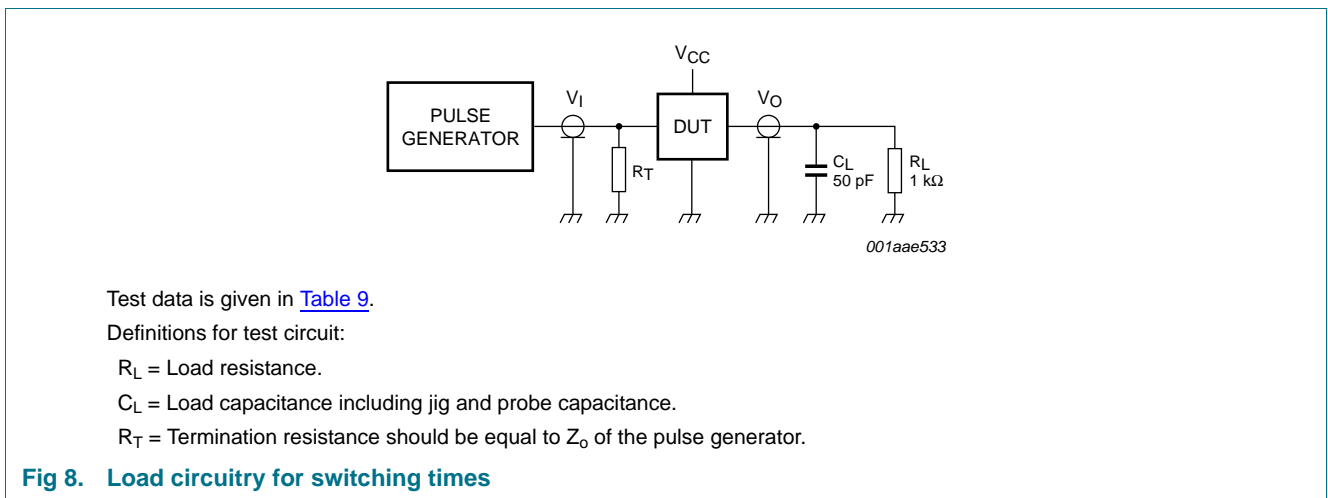 V_CC
PULSE
GENERATOR
V_I
DUT
V_O
R_T
C_L
50 pF
R_L
1 kΩ
001aae533
Test data is given in Table 9.
Definitions for test circuit:
R_L = Load resistance.
C_L = Load capacitance including jig and probe capacitance.
R_T = Termination resistance should be equal to Z_o of the pulse generator.
Fig 8. Load circuitry for switching times